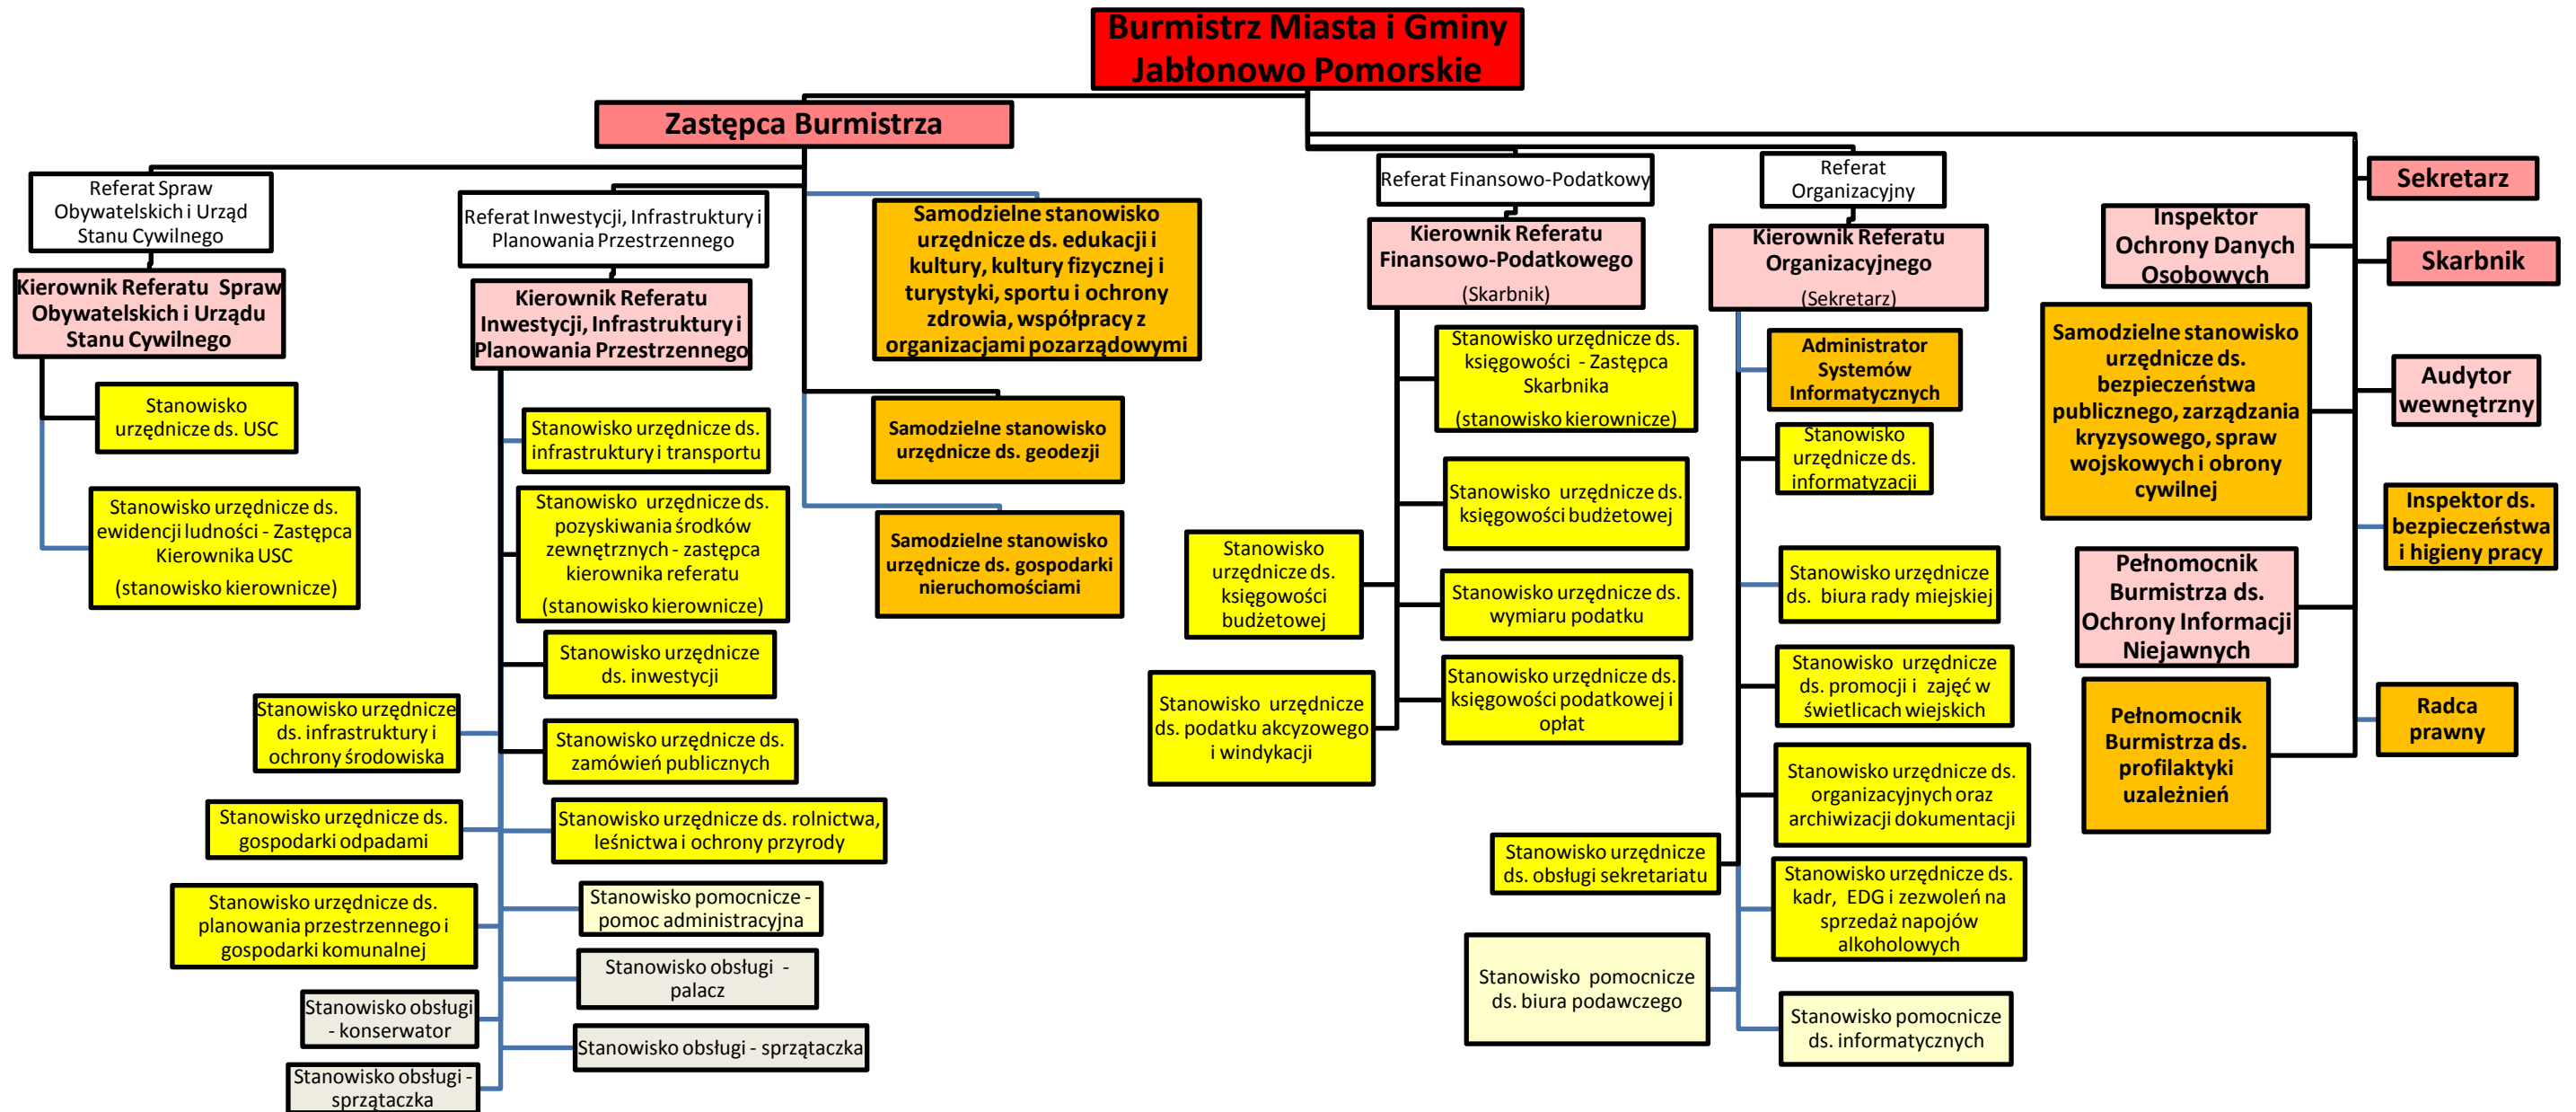 Burmistrz Miasta i Gminy
Jabłonowo Pomorskie
Zastępca Burmistrza
Referat Spraw
Obywatelskich i Urząd
Stanu Cywilnego
Kierownik Referatu Spraw
Obywatelskich i Urzędu
Stanu Cywilnego
Stanowisko
urzędnicze ds. USC
Stanowisko urzędnicze ds.
ewidencji ludności - Zastępca
Kierownika USC
(stanowisko kierownicze)
Referat Inwestycji, Infrastruktury i
Planowania Przestrzennego
Kierownik Referatu
Inwestycji, Infrastruktury i
Planowania Przestrzennego
Stanowisko urzędnicze ds.
infrastruktury i transportu
Stanowisko urzędnicze ds.
pozyskiwania środków
zewnętrznych - zastępca
kierownika referatu
(stanowisko kierownicze)
Stanowisko urzędnicze
ds. inwestycji
Stanowisko urzędnicze
ds. infrastruktury i
ochrony środowiska
Stanowisko urzędnicze ds.
zamówień publicznych
Stanowisko urzędnicze ds.
gospodarki odpadami
Stanowisko urzędnicze ds. rolnictwa,
leśnictwa i ochrony przyrody
Stanowisko urzędnicze ds.
planowania przestrzennego i
gospodarki komunalnej
Stanowisko pomocnicze -
pomoc administracyjna
Stanowisko obsługi -
palacz
Stanowisko obsługi
- konserwator
Stanowisko obsługi - sprzątaczka
Stanowisko obsługi -
sprzątaczka
Samodzielne stanowisko
urzędnicze ds. edukacji i
kultury, kultury fizycznej i
turystyki, sportu i ochrony
zdrowia, współpracy z
organizacjami pozarządowymi
Samodzielne stanowisko
urzędnicze ds. geodezji
Samodzielne stanowisko
urzędnicze ds. gospodarki
nieruchomościami
Referat Finansowo-Podatkowy
Kierownik Referatu
Finansowo-Podatkowego
(Skarbnik)
Stanowisko urzędnicze ds.
księgowości - Zastępca
Skarbnika
(stanowisko kierownicze)
Stanowisko urzędnicze ds.
księgowości budżetowej
Stanowisko
urzędnicze ds.
księgowości
budżetowej
Stanowisko urzędnicze ds.
wymiaru podatku
Stanowisko urzędnicze
ds. podatku akcyzowego
i windykacji
Stanowisko urzędnicze ds.
księgowości podatkowej i
opłat
Referat
Organizacyjny
Kierownik Referatu
Organizacyjnego
(Sekretarz)
Administrator
Systemów
Informatycznych
Stanowisko
urzędnicze ds.
informatyzacji
Stanowisko urzędnicze
ds. biura rady miejskiej
Stanowisko urzędnicze
ds. promocji i zajęć w
świetlicach wiejskich
Stanowisko urzędnicze ds.
organizacyjnych oraz
archiwizacji dokumentacji
Stanowisko urzędnicze
ds. obsługi sekretariatu
Stanowisko urzędnicze ds.
kadr, EDG i zezwoleń na
sprzedaż napojów
alkoholowych
Stanowisko pomocnicze
ds. biura podawczego
Stanowisko pomocnicze
ds. informatycznych
Sekretarz
Inspektor
Ochrony Danych
Osobowych
Skarbnik
Samodzielne stanowisko
urzędnicze ds.
bezpieczeństwa
publicznego, zarządzania
kryzysowego, spraw
wojskowych i obrony
cywilnej
Audytor
wewnętrzny
Inspektor ds.
bezpieczeństwa
i higieny pracy
Pełnomocnik
Burmistrza ds.
Ochrony Informacji
Niejawnych
Pełnomocnik
Burmistrza ds.
profilaktyki
uzależnień
Radca
prawny